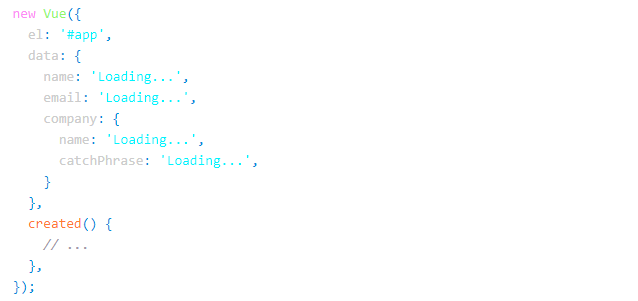 new Vue({
  el: '#app',
  data: {
    name: 'Loading...',
    email: 'Loading...',
    company: {
      name: 'Loading...',
      catchPhrase: 'Loading...',
    }
  },
  created() {
    // ...
  },
});